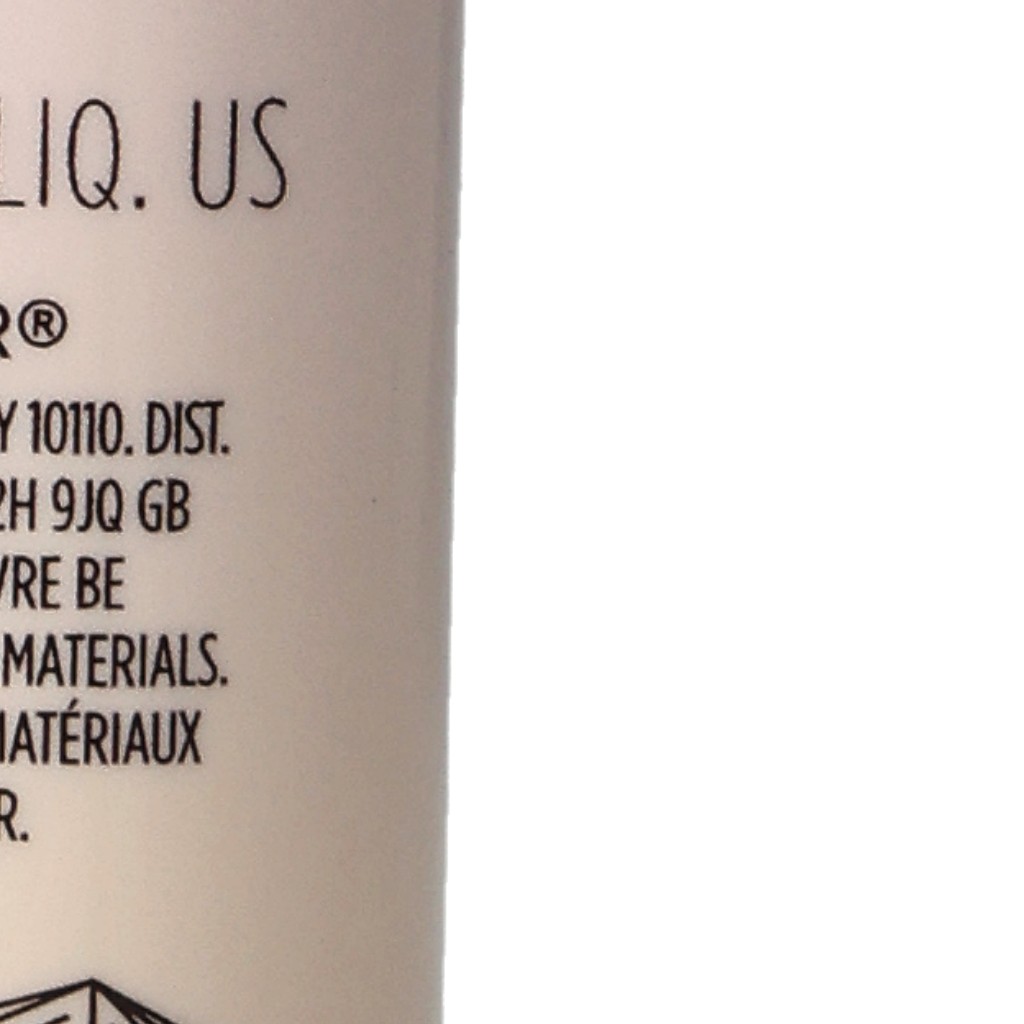 LIQ. US
R®
Y 10110. DIST.
2H 9JQ GB
VRE BE
MATERIALS.
MATÉRIAUX
R.